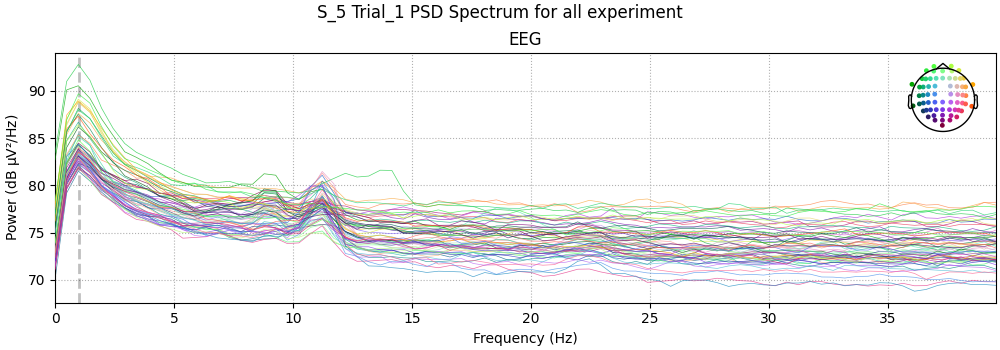 S_5 Trial_1 PSD Spectrum for all experiment
EEG
Power (dB µV²/Hz)
90
85
80
75
70
0 5 10 15 20 25 30 35
Frequency (Hz)